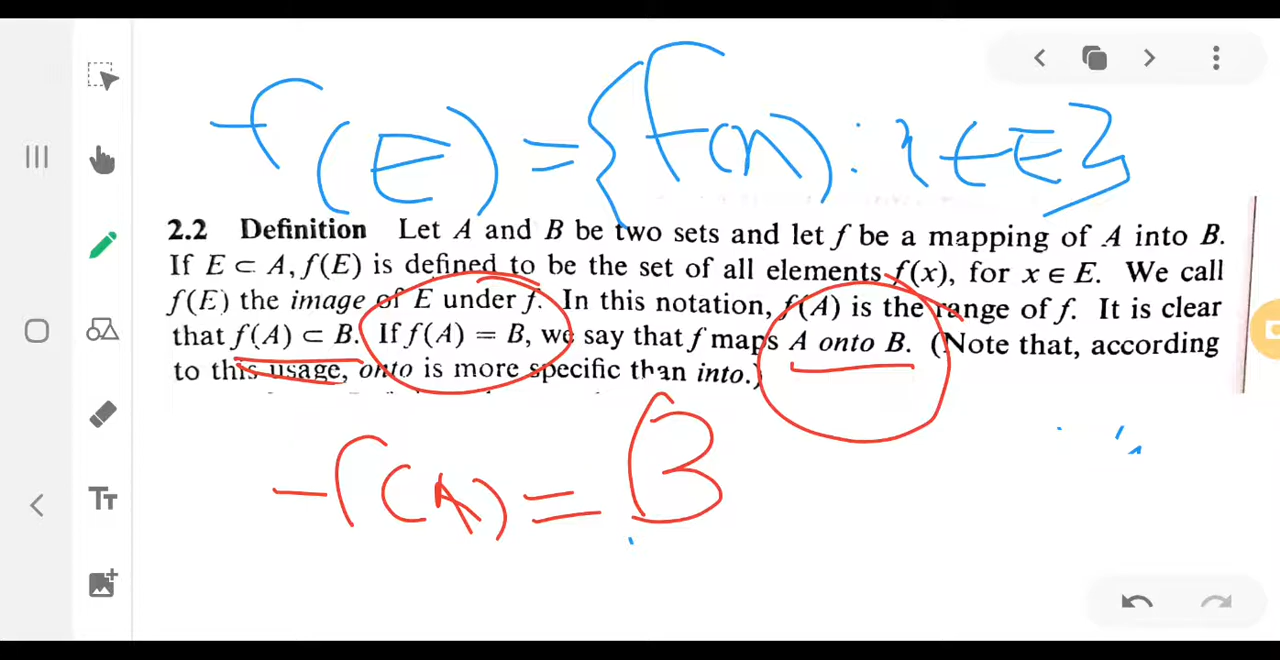 f(E) = {f(x) : x ∈ E}
2.2 Definition Let A and B be two sets and let f be a mapping of A into B.
If E ⊂ A, f(E) is defined to be the set of all elements f(x), for x ∈ E. We call
f(E) the image of E under f. In this notation, f(A) is the range of f. It is clear
that f(A) ⊂ B. If f(A) = B, we say that f maps A onto B. (Note that, according
to this usage, onto is more specific than into.)
f(A) = B
Tт